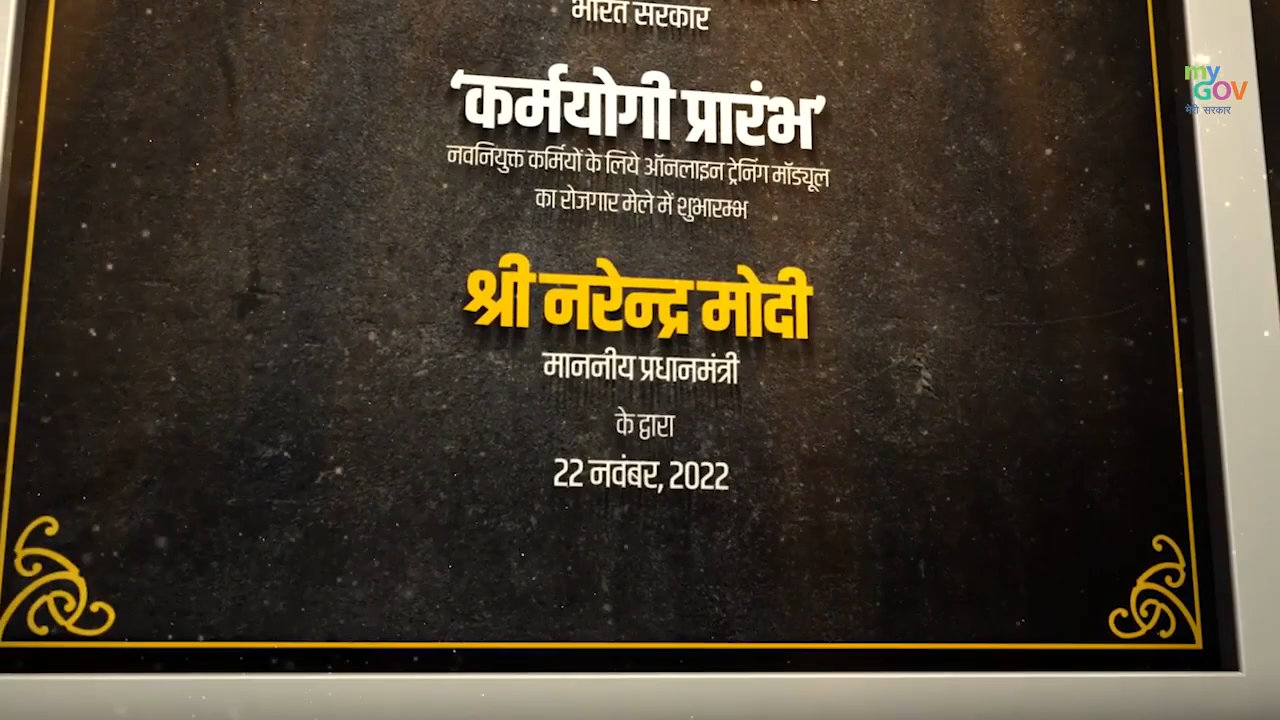 भारत सरकार
my
GOV
मेरी सरकार
‘कर्मयोगी प्रारंभ’
नवनियुक्त कर्मियों के लिये ऑनलाइन ट्रेनिंग मॉड्यूल
का रोजगार मेले में शुभारम्भ
श्री नरेन्द्र मोदी
माननीय प्रधानमंत्री
के द्वारा
22 नवंबर, 2022